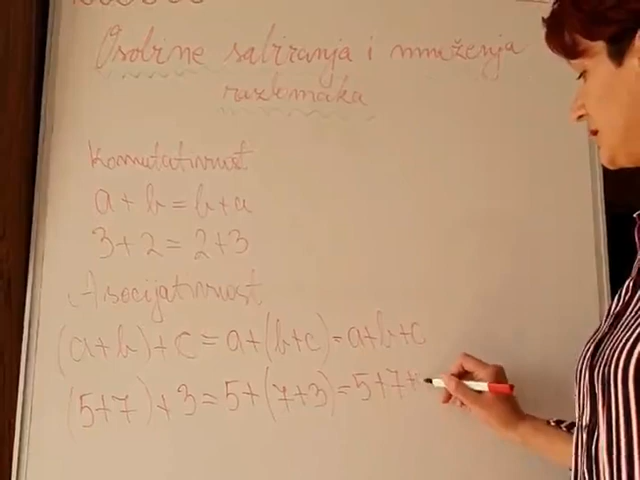 Osobine sabiranja i množenja
razlomaka
Komutativnost
a + b = b + a
3 + 2 = 2 + 3
Asocijativnost
(a + b) + c = a + (b + c) = a + b + c
(5 + 7) + 3 = 5 + (7 + 3) = 5 + 7 +